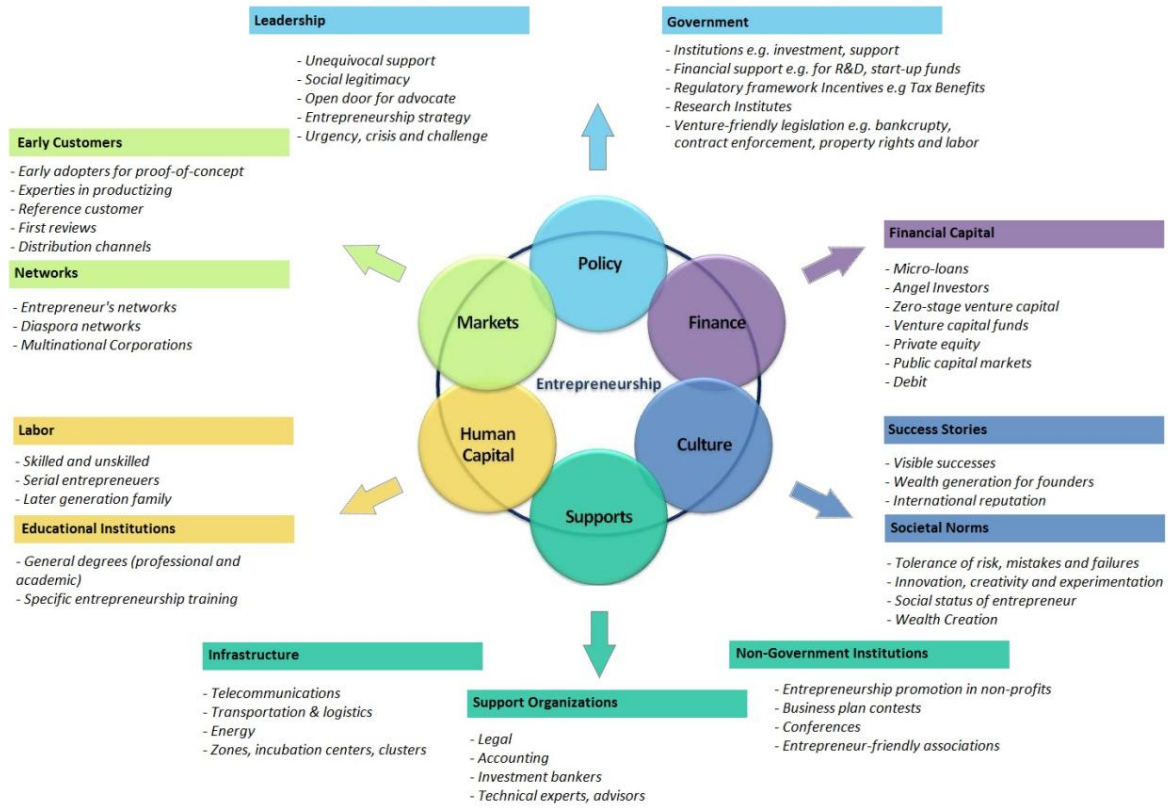 Leadership
- Unequivocal support
- Social legitimacy
- Open door for advocate
- Entrepreneurship strategy
- Urgency, crisis and challenge
Government
- Institutions e.g. investment, support
- Financial support e.g. for R&D, start-up funds
- Regulatory framework Incentives e.g Tax Benefits
- Research Institutes
- Venture-friendly legislation e.g. bankcrupty,
contract enforcement, property rights and labor
Early Customers
- Early adopters for proof-of-concept
- Experties in productizing
- Reference customer
- First reviews
- Distribution channels
Networks
- Entrepreneur's networks
- Diaspora networks
- Multinational Corporations
Policy
Markets
Finance
Entrepreneurship
Human
Capital
Culture
Supports
Financial Capital
- Micro-loans
- Angel Investors
- Zero-stage venture capital
- Venture capital funds
- Private equity
- Public capital markets
- Debit
Labor
- Skilled and unskilled
- Serial entrepreneuers
- Later generation family
Educational Institutions
- General degrees (professional and
academic)
- Specific entrepreneurship training
Success Stories
- Visible successes
- Wealth generation for founders
- International reputation
Societal Norms
- Tolerance of risk, mistakes and failures
- Innovation, creativity and experimentation
- Social status of entrepreneur
- Wealth Creation
Infrastructure
- Telecommunications
- Transportation & logistics
- Energy
- Zones, incubation centers, clusters
Support Organizations
- Legal
- Accounting
- Investment bankers
- Technical experts, advisors
Non-Government Institutions
- Entrepreneurship promotion in non-profits
- Business plan contests
- Conferences
- Entrepreneur-friendly associations